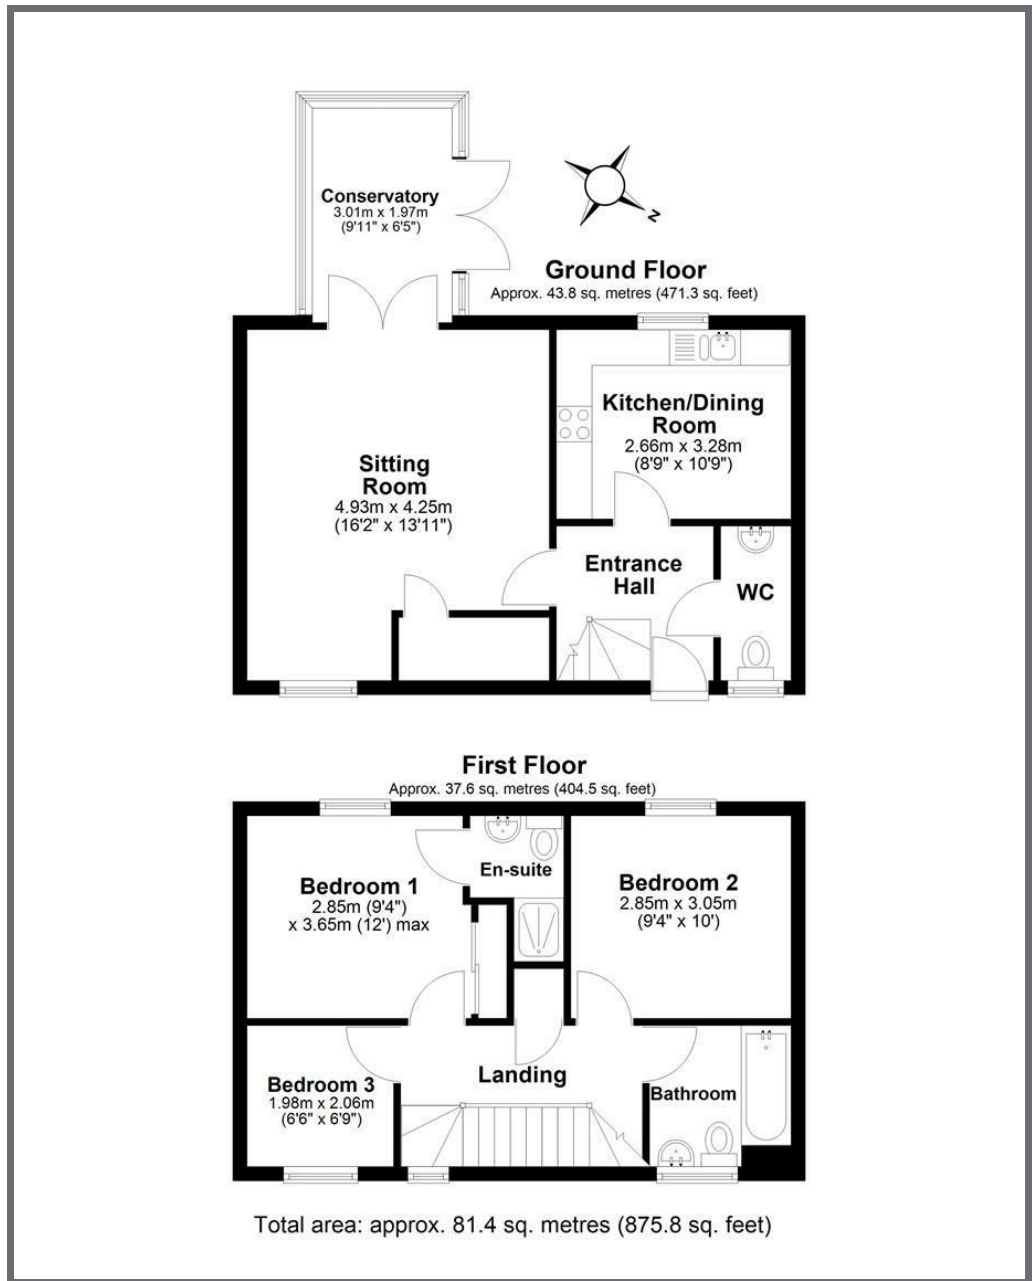 Conservatory
3.01m x 1.97m
(9'11" x 6'5")
N
Ground Floor
Approx. 43.8 sq. metres (471.3 sq. feet)
Kitchen/Dining
Room
2.66m x 3.28m
(8'9" x 10'9")
Sitting
Room
4.93m x 4.25m
(16'2" x 13'11")
Entrance
Hall
WC
First Floor
Approx. 37.6 sq. metres (404.5 sq. feet)
En-suite
Bedroom 1
2.85m (9'4")
x 3.65m (12') max
Bedroom 2
2.85m x 3.05m
(9'4" x 10')
Landing
Bedroom 3
1.98m x 2.06m
(6'6" x 6'9")
Bathroom
Total area: approx. 81.4 sq. metres (875.8 sq. feet)